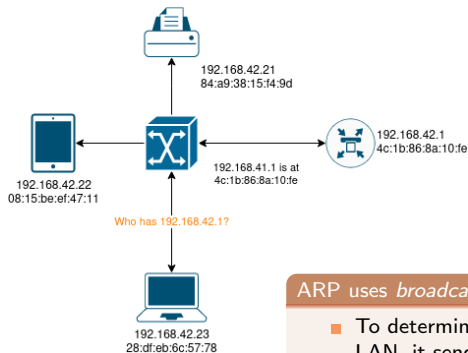 192.168.42.21
84:a9:38:15:f4:9d
192.168.42.1
4c:1b:86:8a:10:fe
192.168.41.1 is at
4c:1b:86:8a:10:fe
192.168.42.22
08:15:be:ef:47:11
Who has 192.168.42.1?
192.168.42.23
28:df:eb:6c:57:78
ARP uses broadca
To determin
LAN, it send